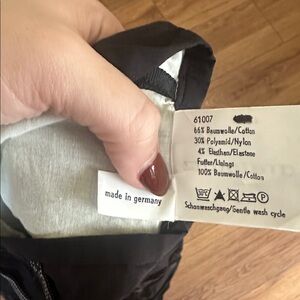 61007
66% Baumwolle/Cotton
30% Polyamid/Nylon
4% Elasthan/Elastane
Futter/Linings
100% Baumwolle/Cotton
Schonwaschgang/Gentle wash cycle
made in germany